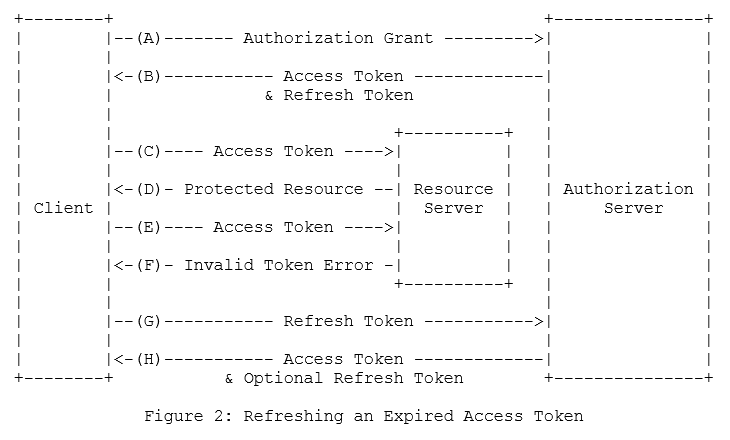 +--------+                                           +---------------+
|        |--(A)------- Authorization Grant --------->|               |
|        |                                           |               |
|        |<-(B)----------- Access Token -------------|               |
|        |               & Refresh Token             |               |
|        |                                           |               |
|        |                            +----------+   |               |
|        |--(C)---- Access Token ---->|          |   |               |
|        |                            |          |   |               |
|        |<-(D)- Protected Resource --| Resource |   | Authorization |
| Client |                            |  Server  |   |     Server    |
|        |--(E)---- Access Token ---->|          |   |               |
|        |                            |          |   |               |
|        |<-(F)- Invalid Token Error -|          |   |               |
|        |                            +----------+   |               |
|        |                                           |               |
|        |--(G)----------- Refresh Token ----------->|               |
|        |                                           |               |
|        |<-(H)----------- Access Token -------------|               |
+--------+           & Optional Refresh Token        +---------------+
Figure 2: Refreshing an Expired Access Token